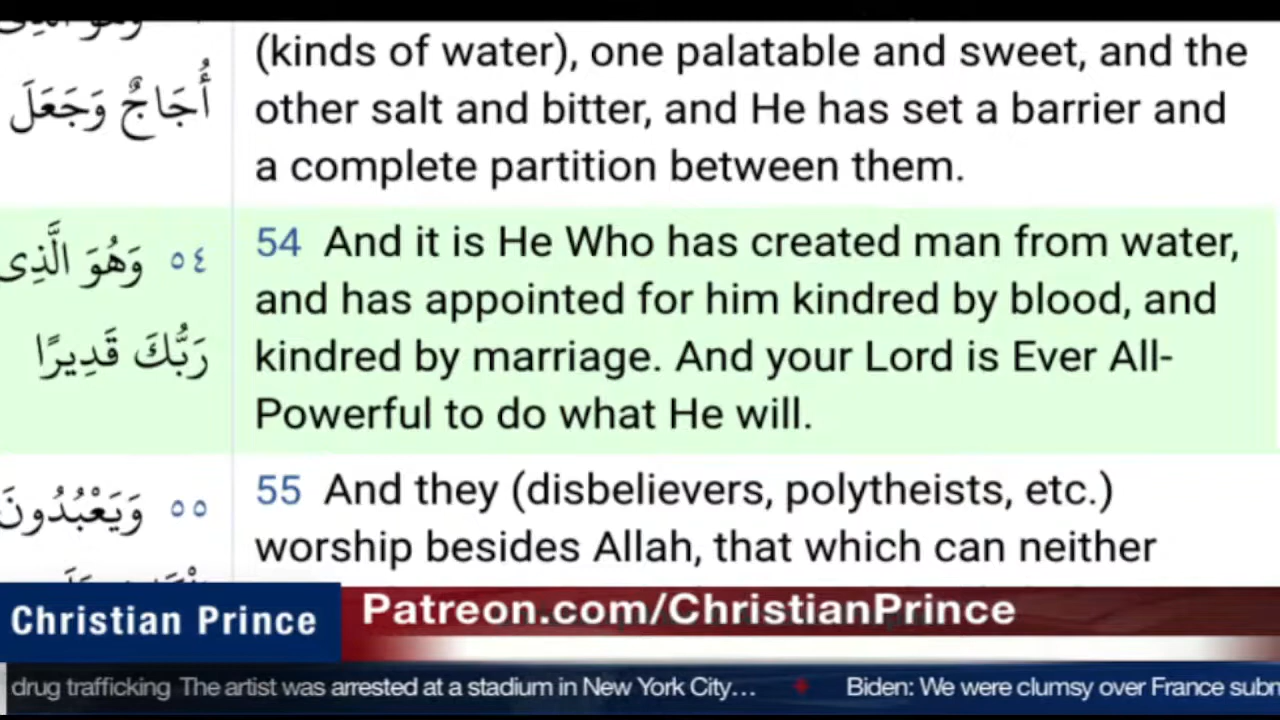 (kinds of water), one palatable and sweet, and the
أُجَاجٌ وَجَعَلَ
other salt and bitter, and He has set a barrier and
a complete partition between them.
٥٤ وَهُوَ الَّذِى
54 And it is He Who has created man from water,
and has appointed for him kindred by blood, and
رَبُّكَ قَدِيرًا
kindred by marriage. And your Lord is Ever All-
Powerful to do what He will.
٥٥ وَيَعْبُدُونَ
55 And they (disbelievers, polytheists, etc.)
worship besides Allah, that which can neither
Christian Prince
Patreon.com/ChristianPrince
drug trafficking The artist was arrested at a stadium in New York City… Biden: We were clumsy over France